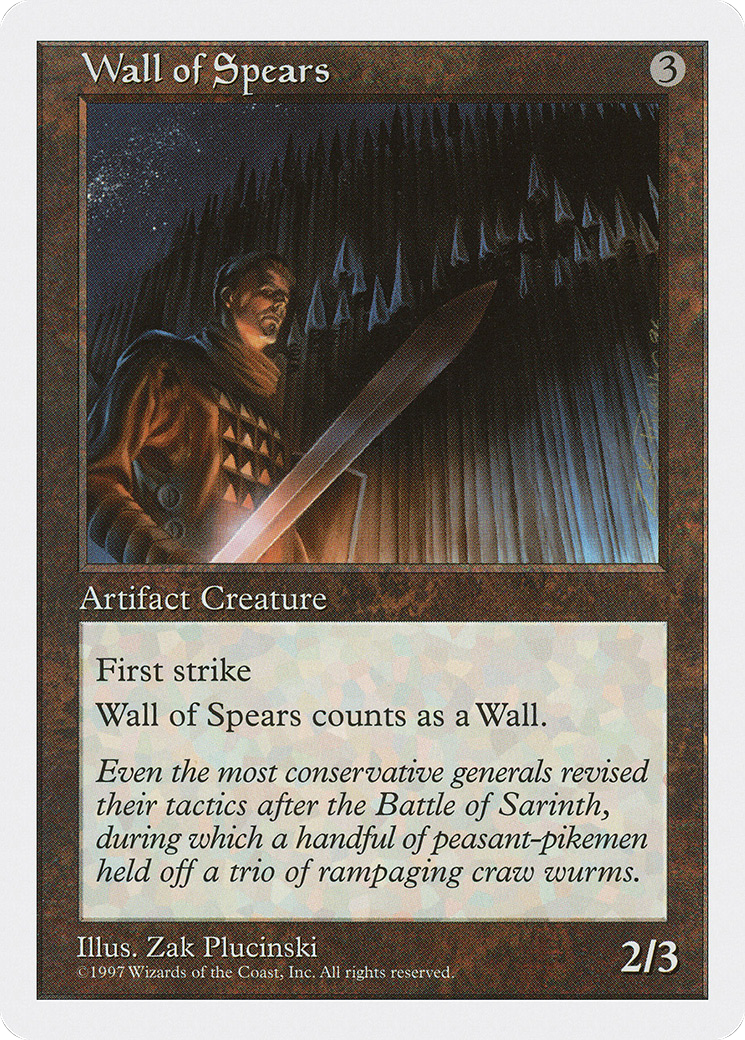 Wall of Spears
3
Artifact Creature
First strike
Wall of Spears counts as a Wall.
Even the most conservative generals revised
their tactics after the Battle of Sarinth,
during which a handful of peasant-pikemen
held off a trio of rampaging craw wurms.
Illus. Zak Plucinski
©1997 Wizards of the Coast, Inc. All rights reserved.
2/3